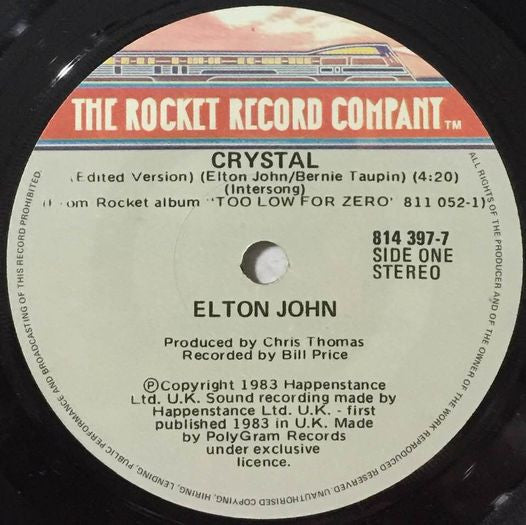 THE ROCKET RECORD COMPANY TM
CRYSTAL
(Edited Version) (Elton John/Bernie Taupin) (4:20)
(Intersong)
Rocket album "TOO LOW FOR ZERO' 811 052-1)
814 397-7
SIDE ONE
STEREO
ELTON JOHN
Produced by Chris Thomas
Recorded by Bill Price
ⓅCopyright 1983 Happenstance
Ltd. U.K. Sound recording made by
Happenstance Ltd. U.K. - first
published 1983 in U.K. Made
by PolyGram Records
under exclusive
licence.
ALL RIGHTS OF THE PRODUCER AND OF THE OWNER OF THE WORK REPRODUCED RESERVED. UNAUTHORISED COPYING, HIRING, LENDING, PUBLIC PERFORMANCE AND BROADCASTING OF THIS RECORD PROHIBITED.